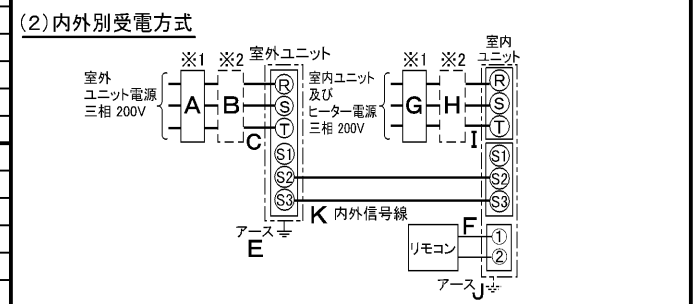 (2)内外別受電方式
※1 ※2 室外ユニット
室外
ユニット電源
三相 200V
A B C
R
S
T
S1
S2
S3
アース
E
K 内外信号線
※1 ※2
室内
ユニット
室内ユニット
及び
ヒーター電源
三相 200V
G H I
R
S
T
S1
S2
S3
リモコン
F
①
②
アース J